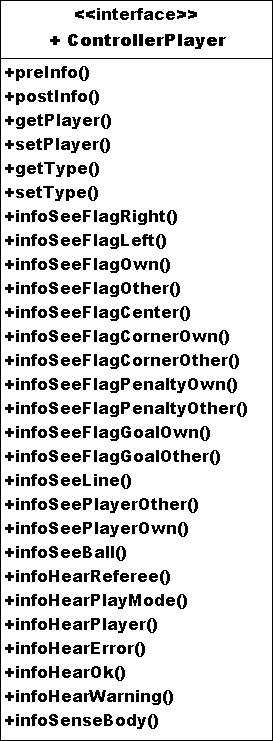 <<interface>>
+ ControllerPlayer
+preInfo()
+postInfo()
+getPlayer()
+setPlayer()
+getType()
+setType()
+infoSeeFlagRight()
+infoSeeFlagLeft()
+infoSeeFlagOwn()
+infoSeeFlagOther()
+infoSeeFlagCenter()
+infoSeeFlagCornerOwn()
+infoSeeFlagCornerOther()
+infoSeeFlagPenaltyOwn()
+infoSeeFlagPenaltyOther()
+infoSeeFlagGoalOwn()
+infoSeeFlagGoalOther()
+infoSeeLine()
+infoSeePlayerOther()
+infoSeePlayerOwn()
+infoSeeBall()
+infoHearReferee()
+infoHearPlayMode()
+infoHearPlayer()
+infoHearError()
+infoHearOk()
+infoHearWarning()
+infoSenseBody()